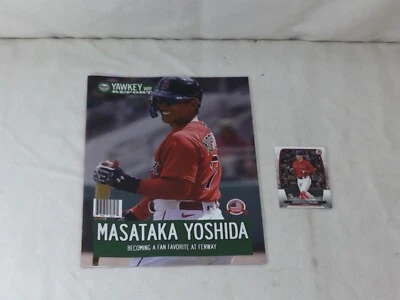 YAWKEY WAY
REPORT
MASATAKA YOSHIDA
BECOMING A FAN FAVORITE AT FENWAY